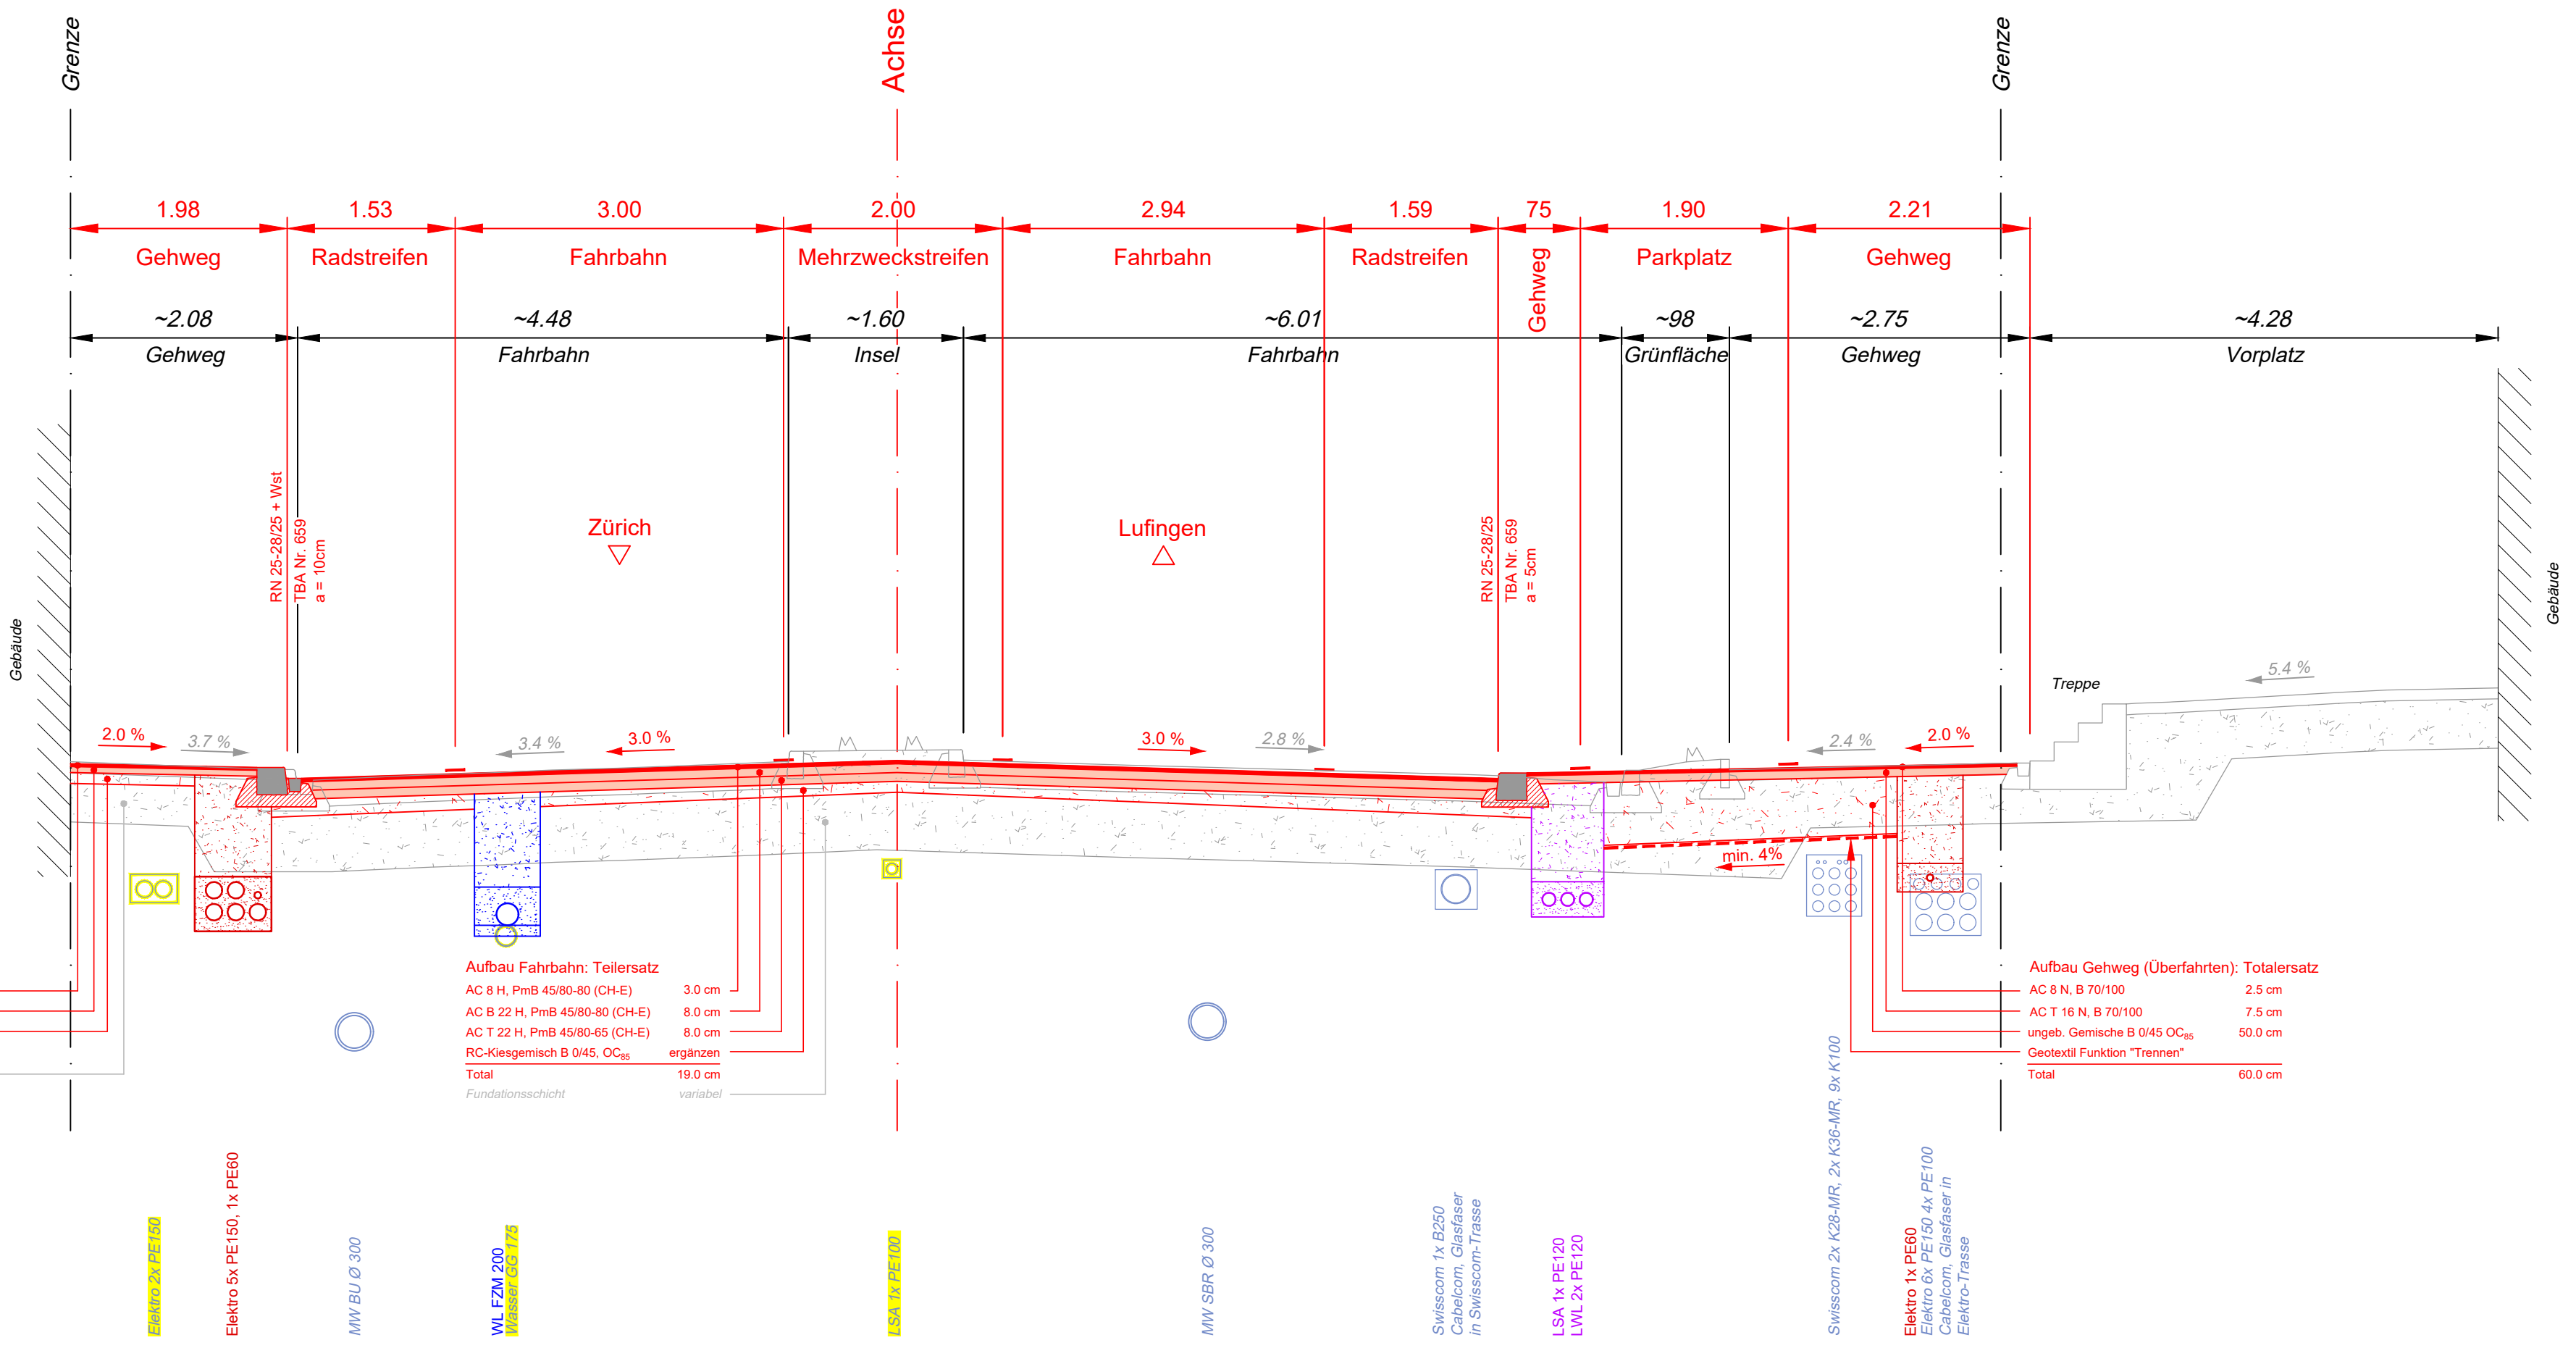 Grenze
Achse
Grenze
1.98
1.53
3.00
2.00
2.94
1.59
75
1.90
2.21
Gehweg
Radstreifen
Fahrbahn
Mehrzweckstreifen
Fahrbahn
Radstreifen
Gehweg
Parkplatz
Gehweg
~2.08
~4.48
~1.60
~6.01
~98
~2.75
~4.28
Gehweg
Fahrbahn
Insel
Fahrbahn
Grünfläche
Gehweg
Vorplatz
RN 25-28/25 + Wst
TBA Nr. 659
a = 10cm
Zürich
Lufingen
RN 25-28/25
TBA Nr. 659
a = 5cm
Gebäude
Gebäude
Treppe
5.4 %
2.0 %
3.7 %
3.4 %
3.0 %
3.0 %
2.8 %
2.4 %
2.0 %
min. 4%
Aufbau Fahrbahn: Teilersatz
AC 8 H, PmB 45/80-80 (CH-E) 3.0 cm
AC B 22 H, PmB 45/80-80 (CH-E) 8.0 cm
AC T 22 H, PmB 45/80-65 (CH-E) 8.0 cm
RC-Kiesgemisch B 0/45, OC85 ergänzen
Total 19.0 cm
Fundationsschicht variabel
Aufbau Gehweg (Überfahrten): Totalersatz
AC 8 N, B 70/100 2.5 cm
AC T 16 N, B 70/100 7.5 cm
ungeb. Gemische B 0/45 OC85 50.0 cm
Geotextil Funktion "Trennen"
Total 60.0 cm
Elektro 2x PE150
Elektro 5x PE150, 1x PE60
MW BU Ø 300
WL FZM 200
Wasser GG 175
LSA 1x PE100
MW SBR Ø 300
Swisscom 1x B250
Cabelcom, Glasfaser
in Swisscom-Trasse
LSA 1x PE120
LWL 2x PE120
Swisscom 2x K28-MR, 2x K36-MR, 9x K100
Elektro 1x PE60
Elektro 6x PE150 4x PE100
Cabelcom, Glasfaser in
Elektro-Trasse